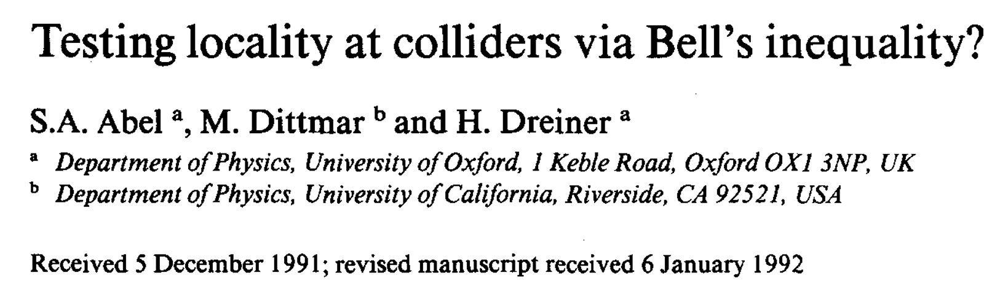 Testing locality at colliders via Bell's inequality?
S.A. Abel a, M. Dittmar b and H. Dreiner a
a Department of Physics, University of Oxford, 1 Keble Road, Oxford OX1 3NP, UK
b Department of Physics, University of California, Riverside, CA 92521, USA
Received 5 December 1991; revised manuscript received 6 January 1992